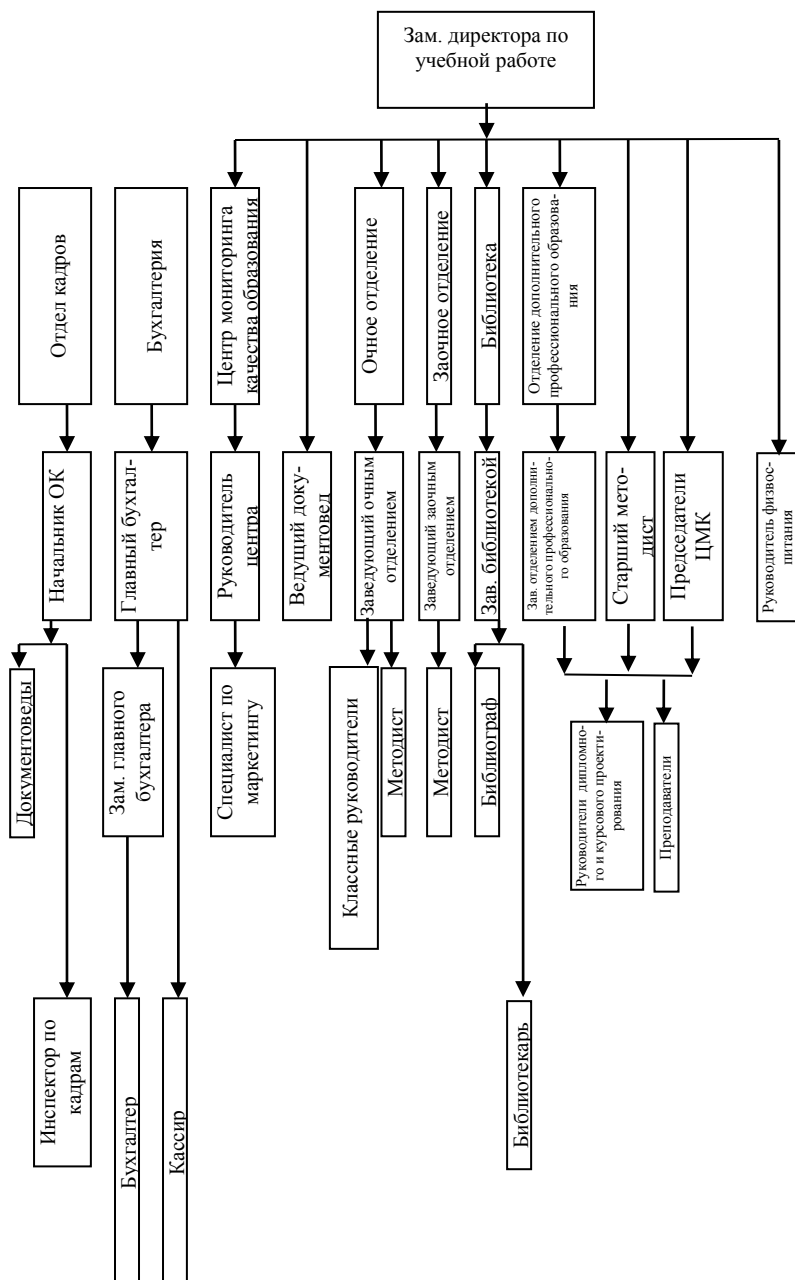 Зам. директора по
учебной работе
Отдел кадров
Бухгалтерия
Центр мониторинга
качества образования
Очное отделение
Заочное отделение
Библиотека
Отделение дополнительного
профессионального образова-
ния
Начальник ОК
Главный бухгал-
тер
Руководитель
центра
Ведущий доку-
ментовед
Заведующий очным
отделением
Заведующий заочным
отделением
Зав. библиотекой
Зав. отделением дополни-
тельного профессионально-
го образования
Старший мето-
дист
Председатели
ЦМК
Руководитель физвос-
питания
Документоведы
Зам. главного
бухгалтера
Специалист по
маркетингу
Классные руководители
Методист
Методист
Библиограф
Руководители дипломно-
го и курсового проекти-
рования
Преподаватели
Инспектор по
кадрам
Бухгалтер
Кассир
Библиотекарь